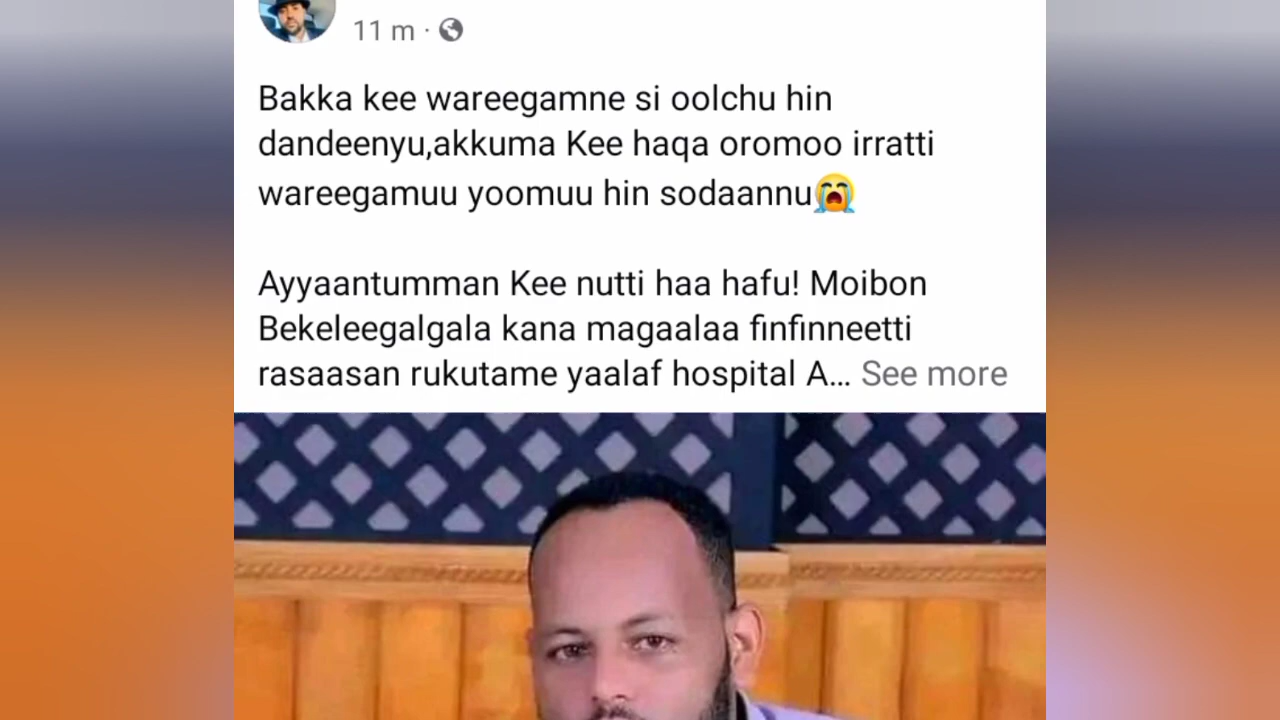 11 m ·
Bakka kee wareegamne si oolchu hin
dandeenyu,akkuma Kee haqa oromoo irratti
wareegamuu yoomuu hin sodaannu😭
Ayyaantumman Kee nutti haa hafu! Moibon
Bekeleegalgala kana magaalaa finfinneetti
rasaasan rukutame yaalaf hospital A... See more